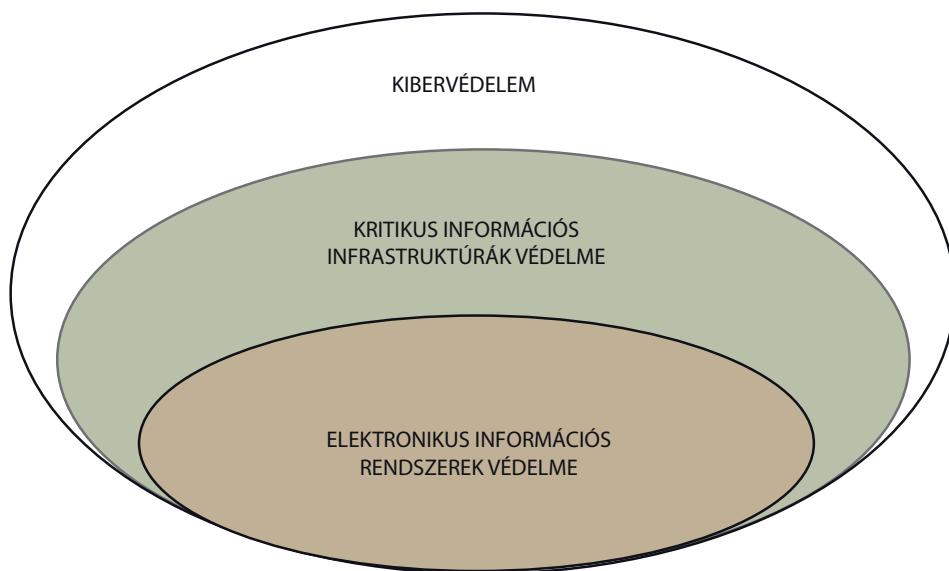 KIBERVÉDELEM
KRITIKUS INFORMÁCIÓS
INFRASTRUKTÚRÁK VÉDELME
ELEKTRONIKUS INFORMÁCIÓS
RENDSZEREK VÉDELME